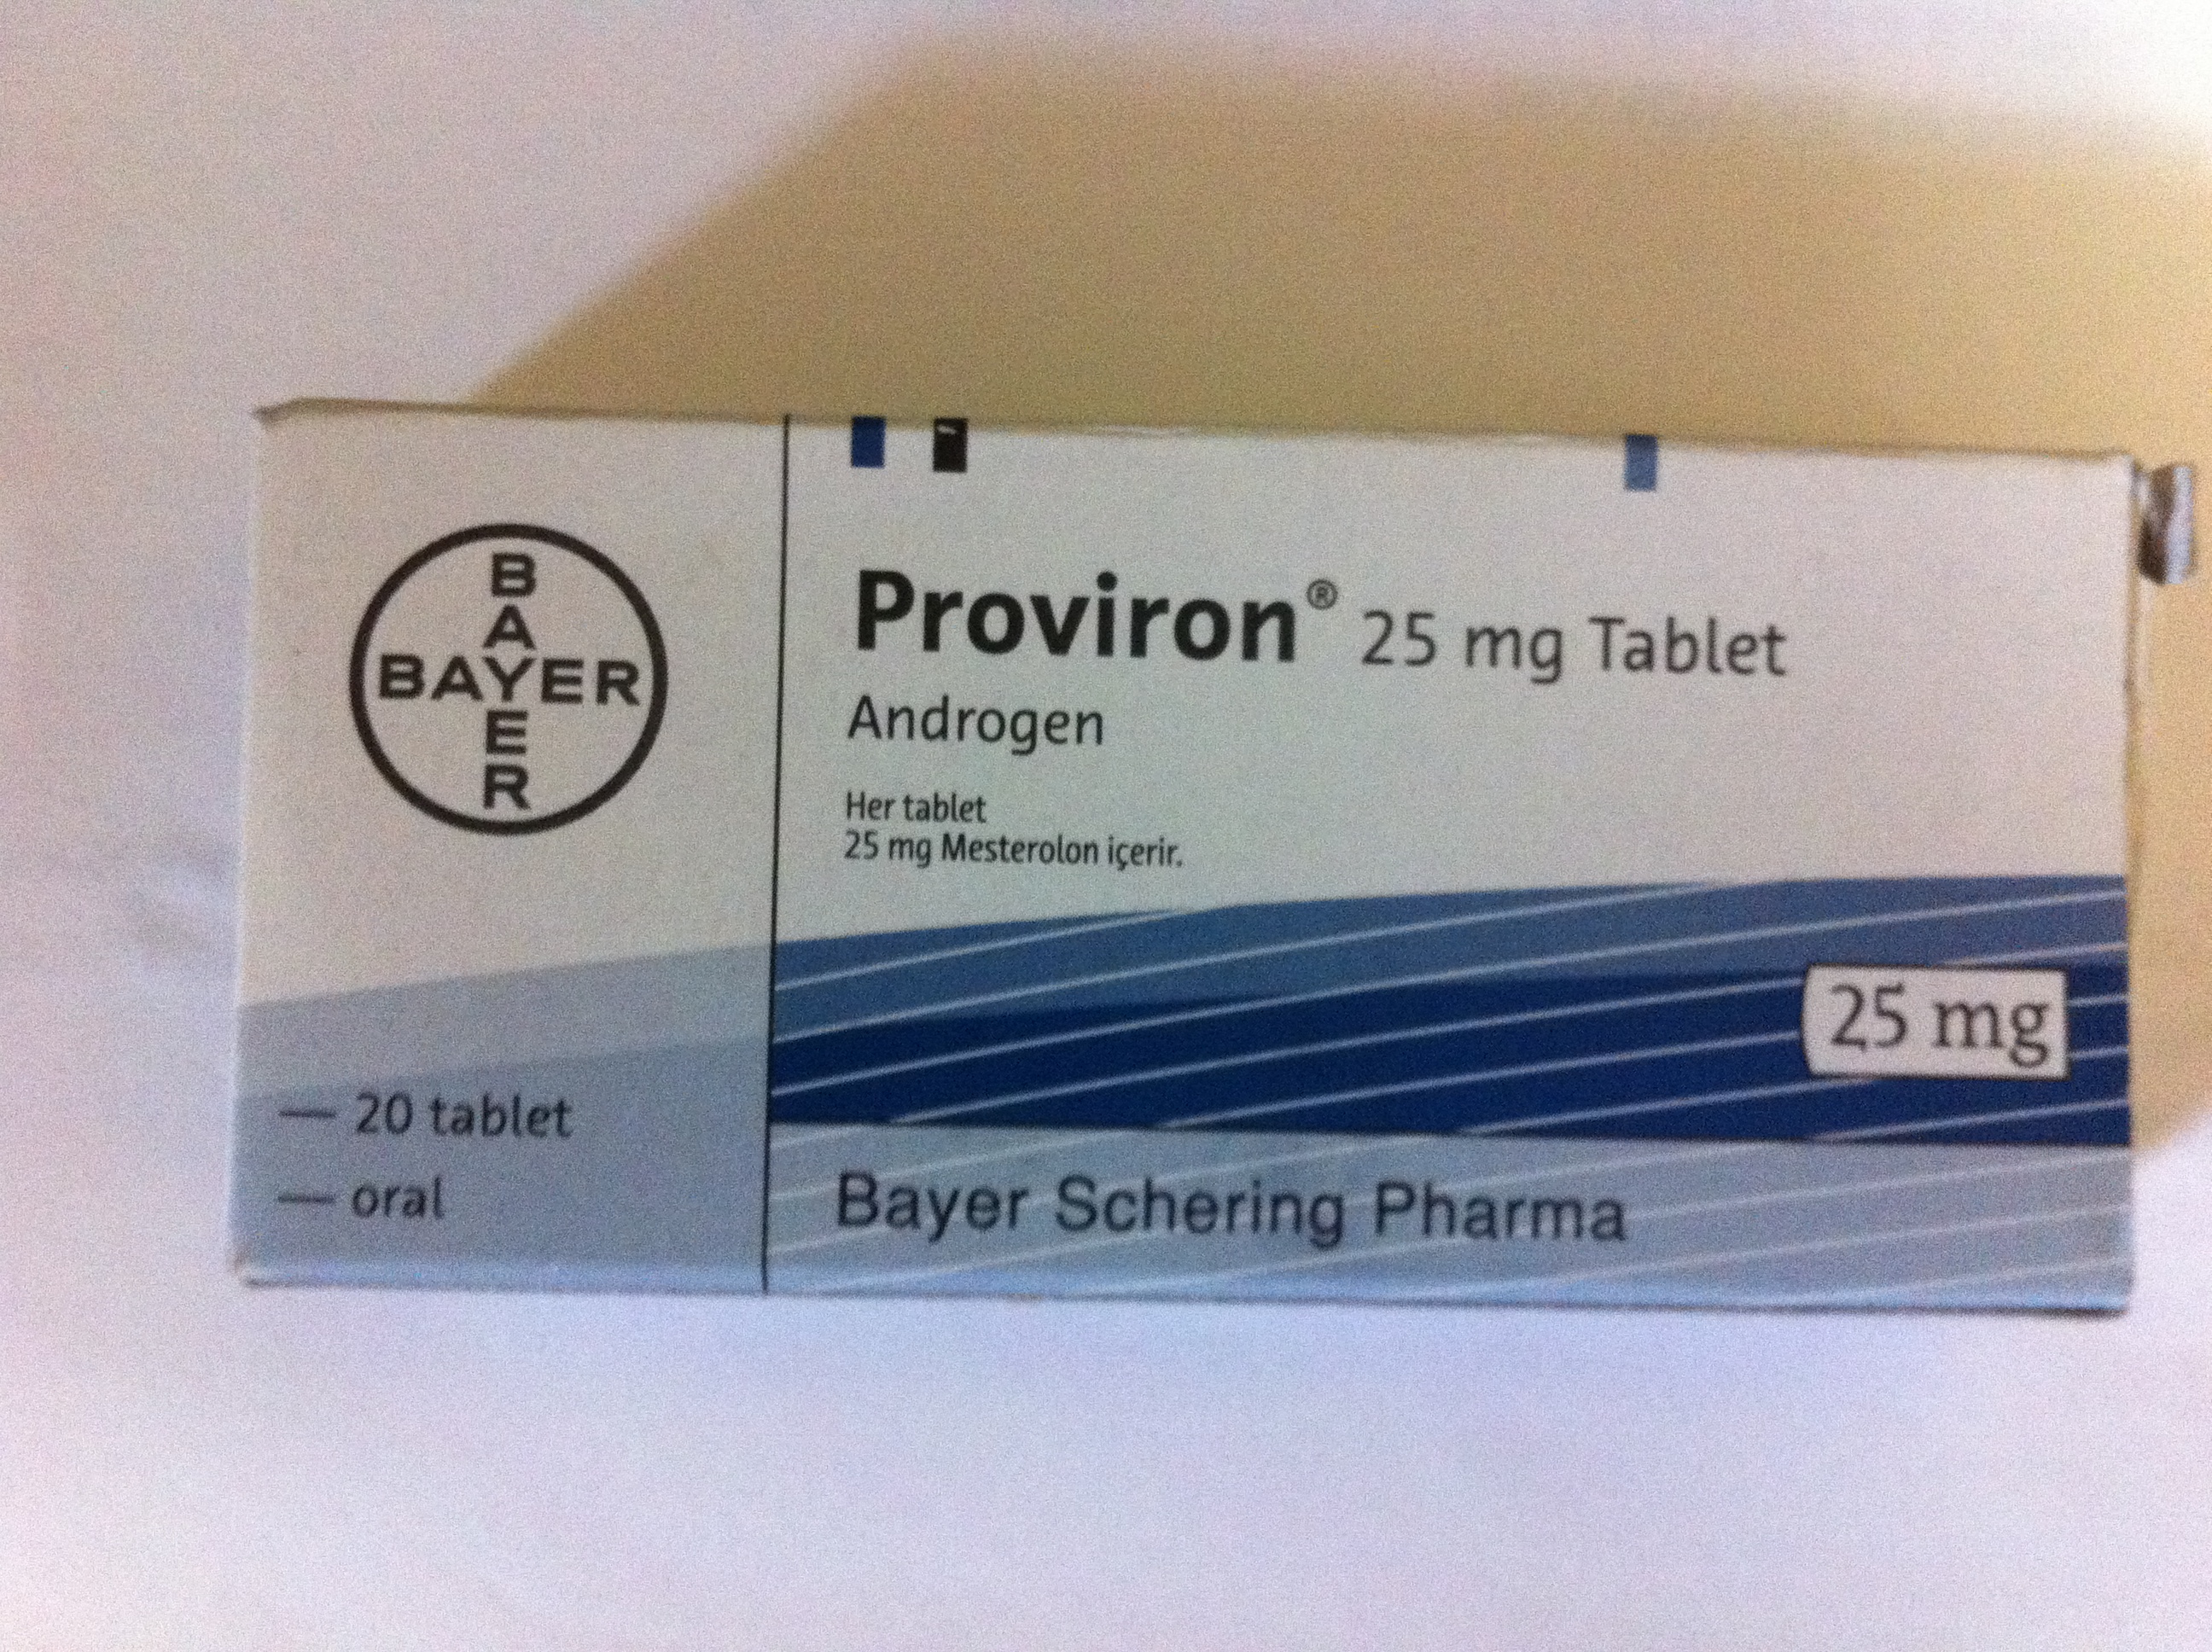 BAYER
BAYER
Proviron® 25 mg Tablet
Androgen
Her tablet
25 mg Mesterolon içerir.
25 mg
— 20 tablet
— oral
Bayer Schering Pharma